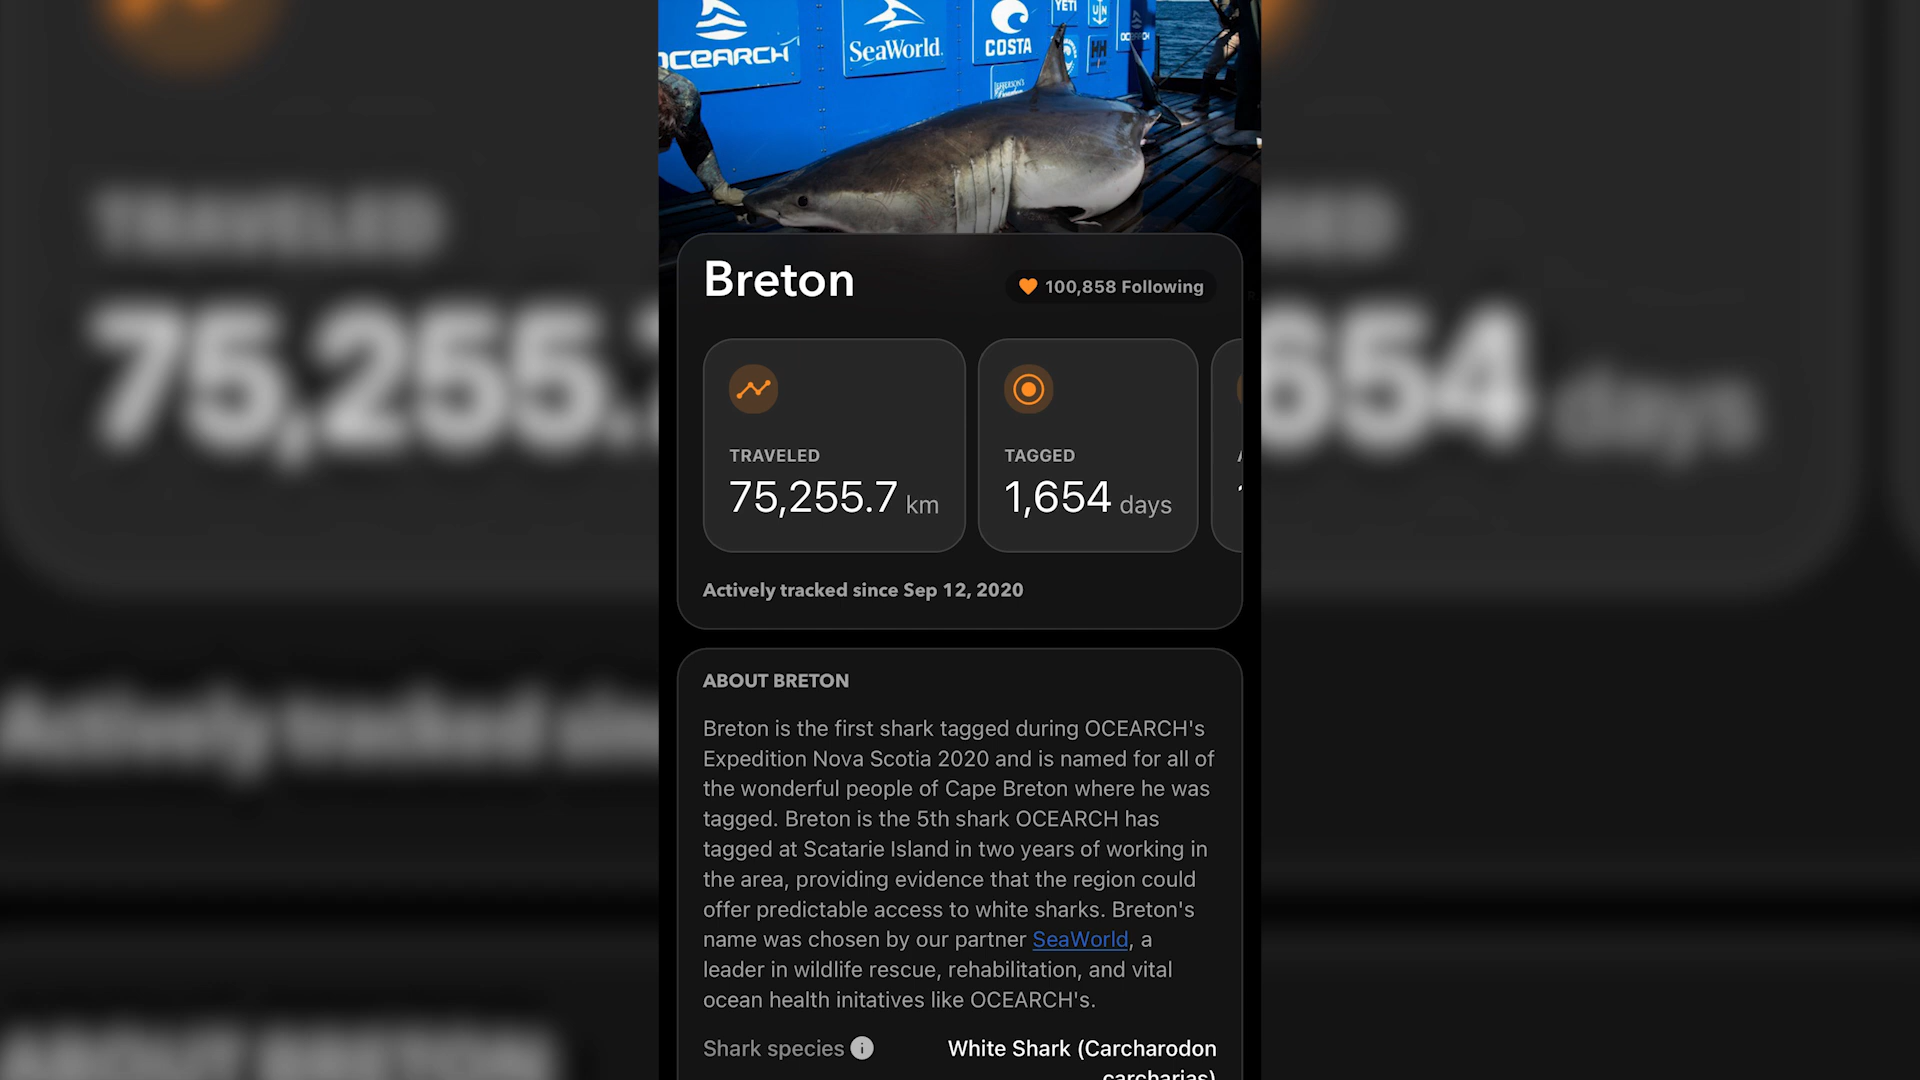 YETI
OCEARCH
SeaWorld
COSTA
OCEARCH
Breton
100,858 Following
TRAVELED
75,255.7 km
TAGGED
1,654 days
Actively tracked since Sep 12, 2020
ABOUT BRETON
Breton is the first shark tagged during OCEARCH's
Expedition Nova Scotia 2020 and is named for all of
the wonderful people of Cape Breton where he was
tagged. Breton is the 5th shark OCEARCH has
tagged at Scatarie Island in two years of working in
the area, providing evidence that the region could
offer predictable access to white sharks. Breton's
name was chosen by our partner SeaWorld, a
leader in wildlife rescue, rehabilitation, and vital
ocean health initatives like OCEARCH's.
Shark species
White Shark (Carcharodon
carcharias)